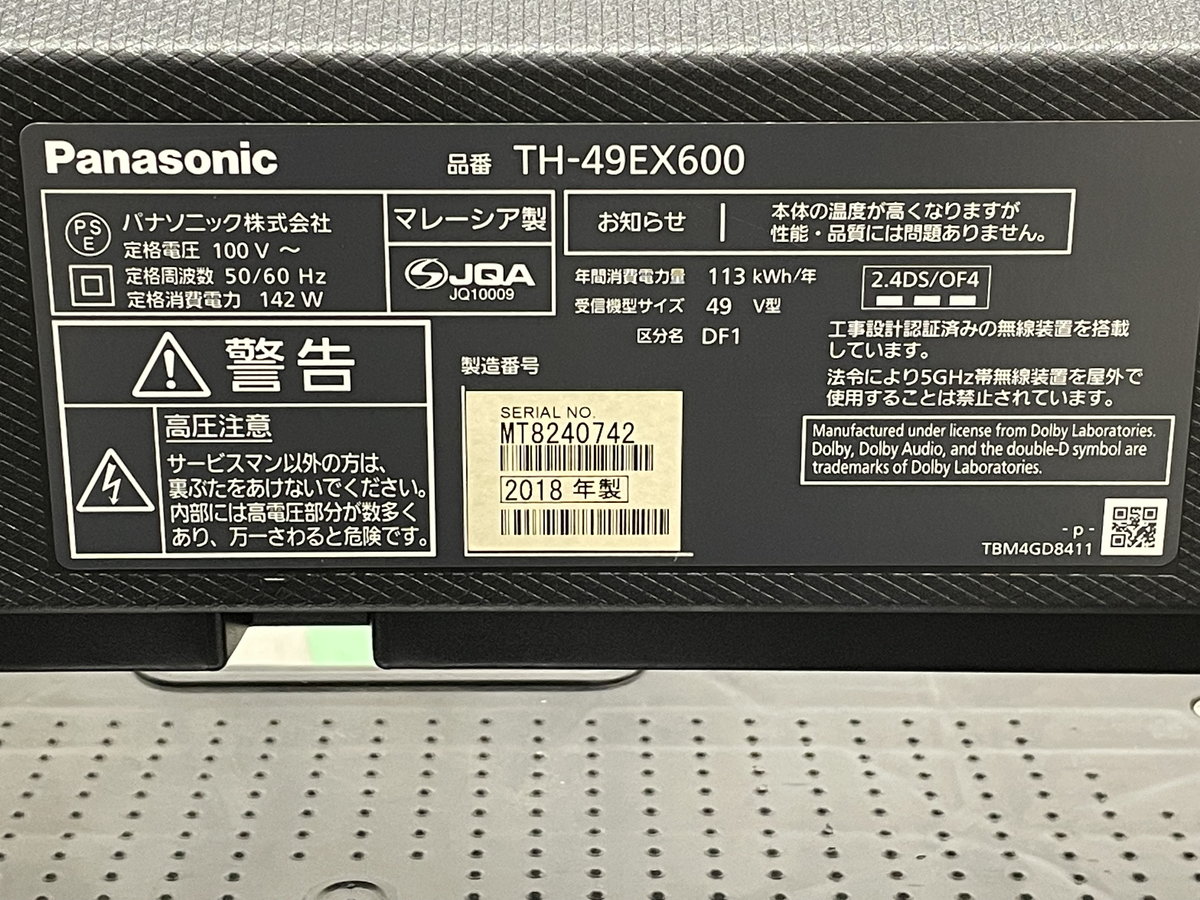 Panasonic
品番 TH-49EX600
PS
E
パナソニック株式会社
定格電圧 100 V ～
定格周波数 50/60 Hz
定格消費電力 142 W
マレーシア製
JQA
JQ10009
お知らせ
本体の温度が高くなりますが
性能・品質には問題ありません。
年間消費電力量 113 kWh/年
受信機型サイズ 49 V型
区分名 DF1
2.4DS/OF4
工事設計認証済みの無線装置を搭載
しています。
法令により5GHz帯無線装置を屋外で
使用することは禁止されています。
警告
高圧注意
サービスマン以外の方は、
裏ぶたをあけないでください。
内部には高電圧部分が数多く
あり、万一さわると危険です。
製造番号
SERIAL NO.
MT8240742
2018 年製
Manufactured under license from Dolby Laboratories.
Dolby, Dolby Audio, and the double-D symbol are
trademarks of Dolby Laboratories.
- p -
TBM4GD8411